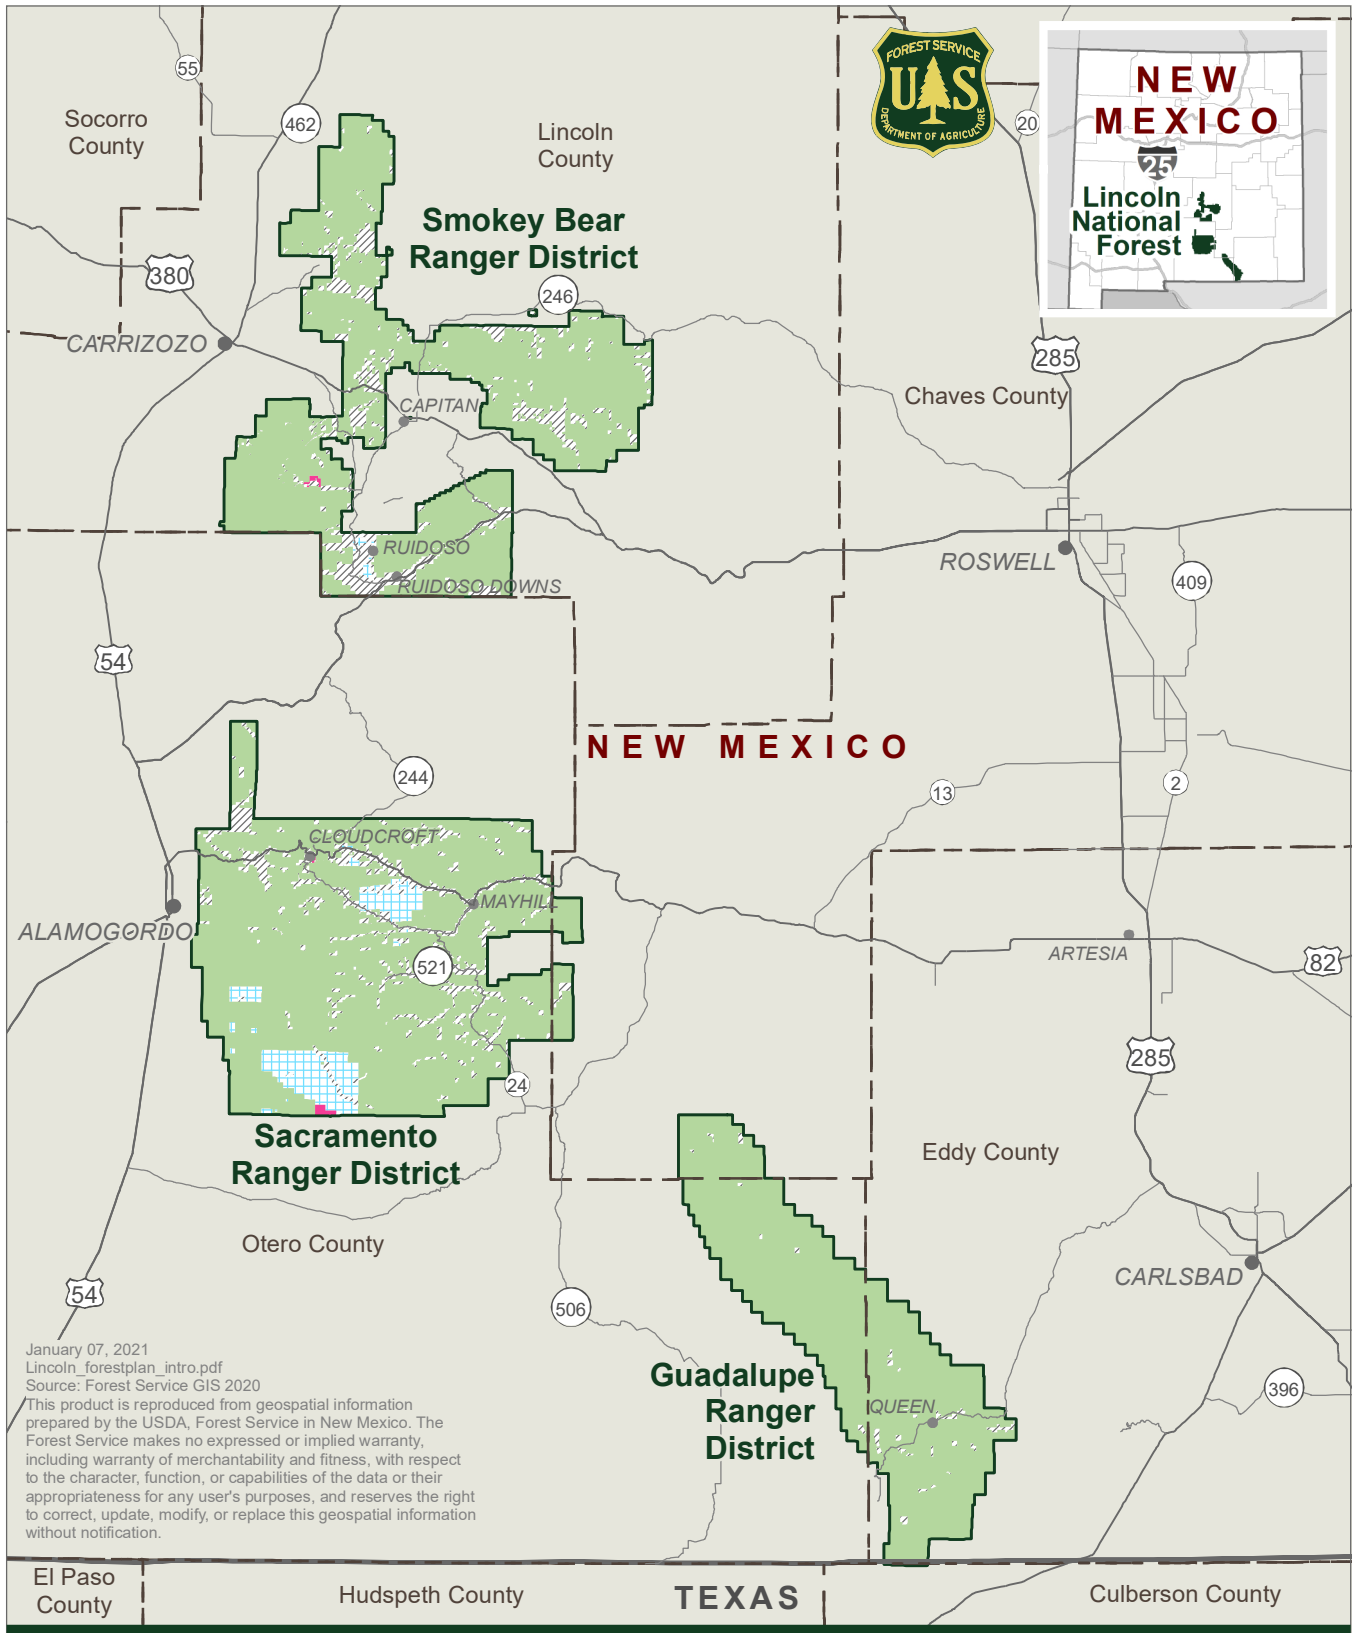 55
Socorro
County
462
Lincoln
County
FOREST SERVICE
U S
DEPARTMENT OF AGRICULTURE
20
NEW
MEXICO
25
Lincoln
National
Forest
Smokey Bear
Ranger District
380
246
CARRIZOZO
285
Chaves County
CAPITAN
RUIDOSO
RUIDOSO DOWNS
ROSWELL
409
54
NEW MEXICO
244
13
2
CLOUDCROFT
MAYHILL
ALAMOGORDO
521
ARTESIA
82
285
24
Sacramento
Ranger District
Eddy County
Otero County
CARLSBAD
54
506
Guadalupe
Ranger
District
QUEEN
396
January 07, 2021
Lincoln_forestplan_intro.pdf
Source: Forest Service GIS 2020
This product is reproduced from geospatial information
prepared by the USDA, Forest Service in New Mexico. The
Forest Service makes no expressed or implied warranty,
including warranty of merchantability and fitness, with respect
to the character, function, or capabilities of the data or their
appropriateness for any user's purposes, and reserves the right
to correct, update, modify, or replace this geospatial information
without notification.
El Paso
County
Hudspeth County
TEXAS
Culberson County